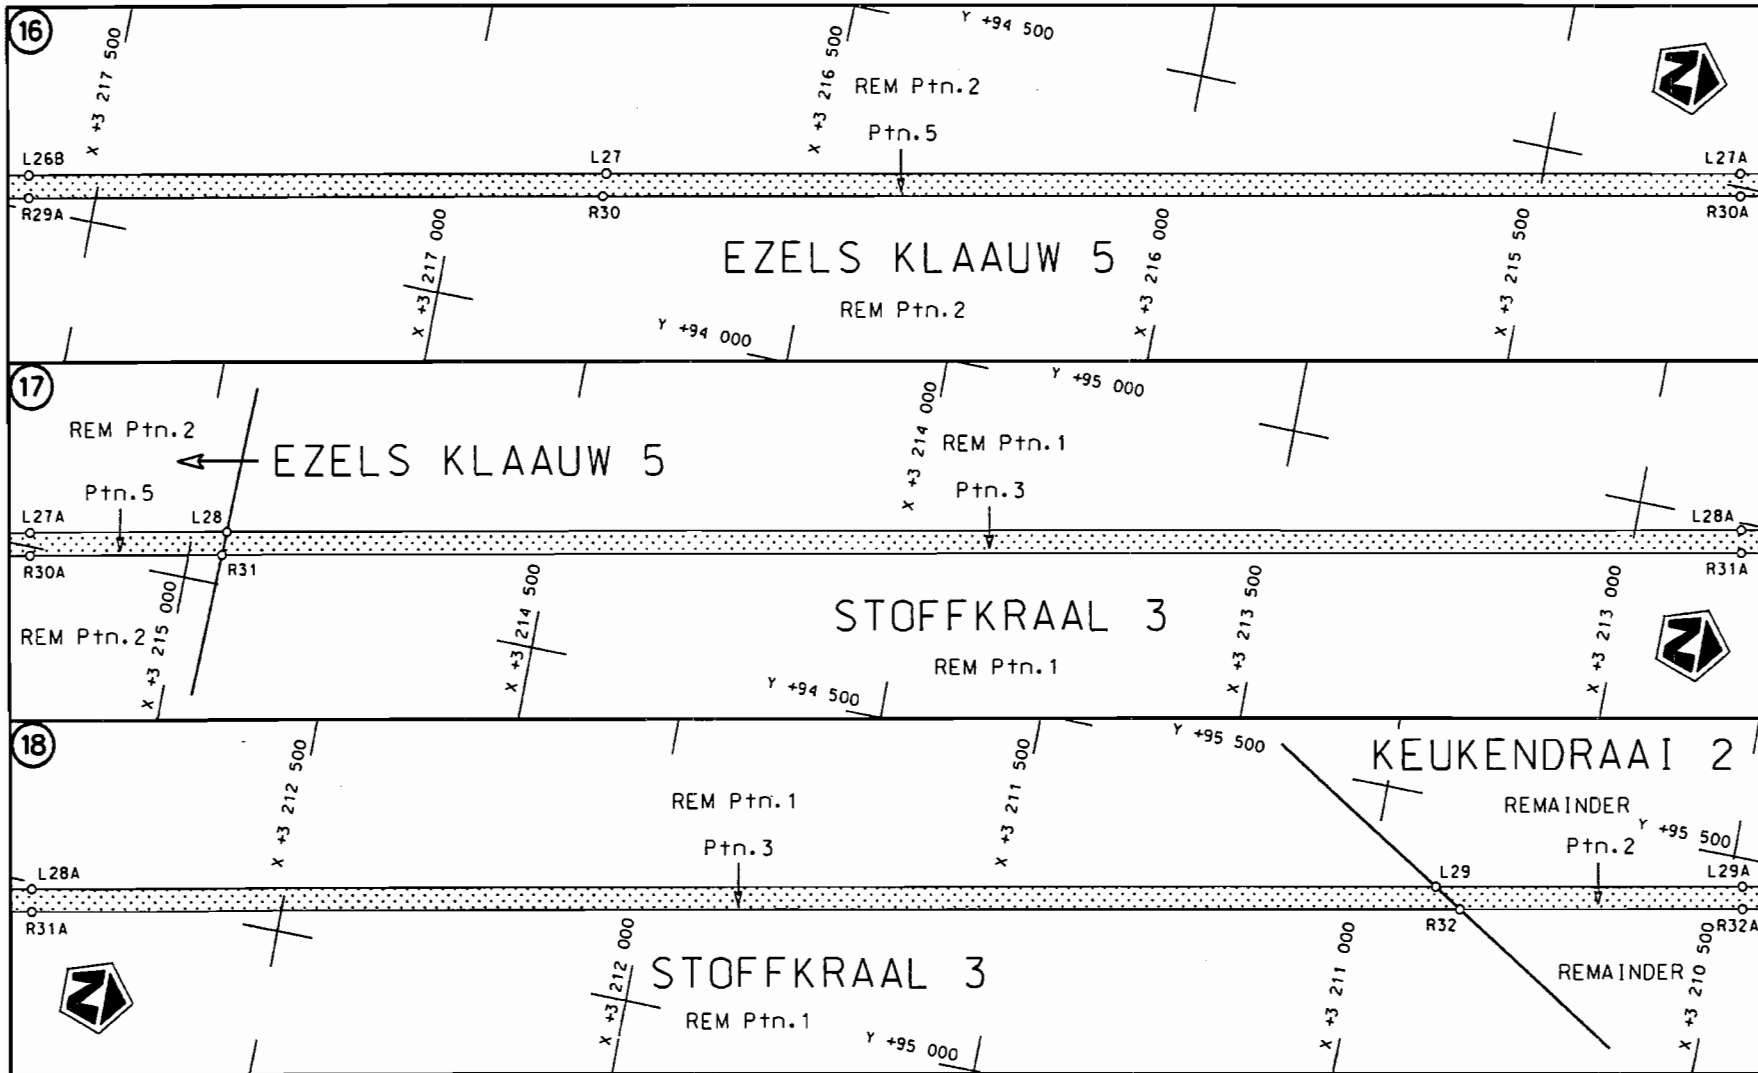 16
X +3 217 500
X +3 216 500
Y +94 500
REM Ptn.2
Ptn.5
L26B
L27
L27A
R29A
R30
R30A
X +3 217 000
X +3 216 000
X +3 215 500
EZELS KLAAUW 5
REM Ptn.2
Y +94 000
17
REM Ptn.2
EZELS KLAAUW 5
X +3 214 000
Y +95 000
REM Ptn.1
Ptn.5
Ptn.3
L27A
L28
L28A
R30A
R31
R31A
X +3 215 000
X +3 214 500
X +3 213 500
X +3 213 000
STOFFKRAAL 3
REM Ptn.2
REM Ptn.1
Y +94 500
18
X +3 212 500
X +3 211 500
Y +95 500
KEUKENDRAAI 2
REM Ptn.1
REMAINDER
Ptn.3
Ptn.2
Y +95 500
L28A
L29
L29A
R31A
R32
R32A
X +3 212 000
X +3 211 000
X +3 210 500
STOFFKRAAL 3
REMAINDER
REM Ptn.1
Y +95 000